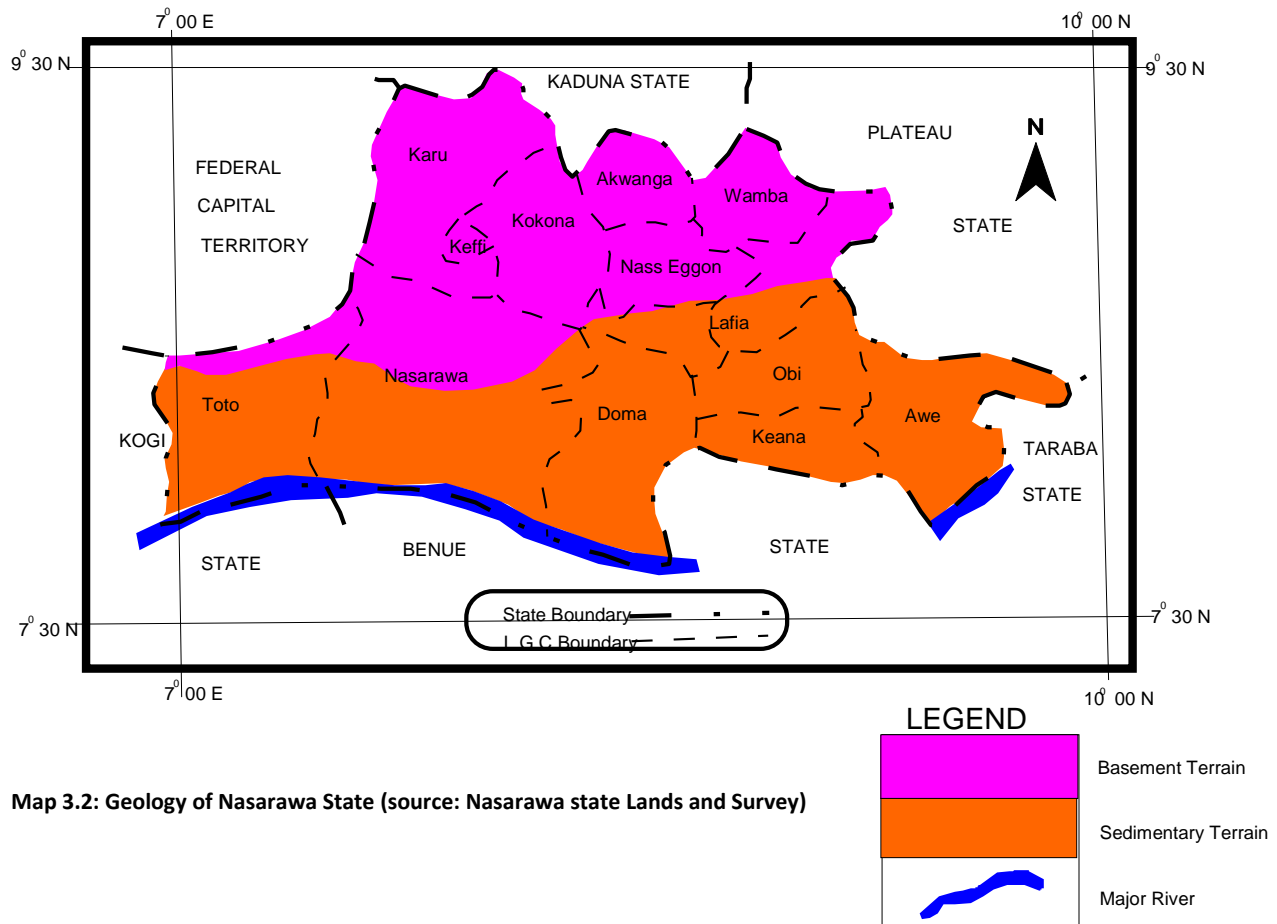 7⁰ 00 E
10⁰ 00 N
9⁰ 30 N
9⁰ 30 N
KADUNA STATE
PLATEAU
N
Karu
FEDERAL
Akwanga
CAPITAL
Wamba
Kokona
STATE
TERRITORY
Keffi
Nass Eggon
Lafia
Nasarawa
Obi
Toto
Doma
Awe
KOGI
Keana
TARABA
STATE
BENUE
STATE
STATE
State Boundary
L G C Boundary
7⁰ 30 N
7⁰ 30 N
7⁰ 00 E
10⁰ 00 N
LEGEND
Basement Terrain
Map 3.2: Geology of Nasarawa State (source: Nasarawa state Lands and Survey)
Sedimentary Terrain
Major River